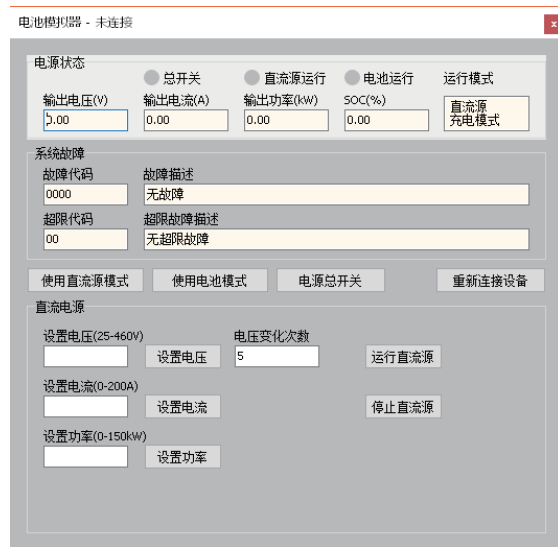 电池模拟器 - 未连接
x
电源状态
总开关 直流源运行 电池运行 运行模式
输出电压(V) 输出电流(A) 输出功率(kW) SOC(%)
0.00 0.00 0.00 0.00
直流源
充电模式
系统故障
故障代码 故障描述
0000 无故障
超限代码 超限故障描述
00 无超限故障
使用直流源模式 使用电池模式 电源总开关 重新连接设备
直流电源
设置电压(25-460V) 电压变化次数
设置电压 5 运行直流源
设置电流(0-200A)
设置电流 停止直流源
设置功率(0-150kW)
设置功率